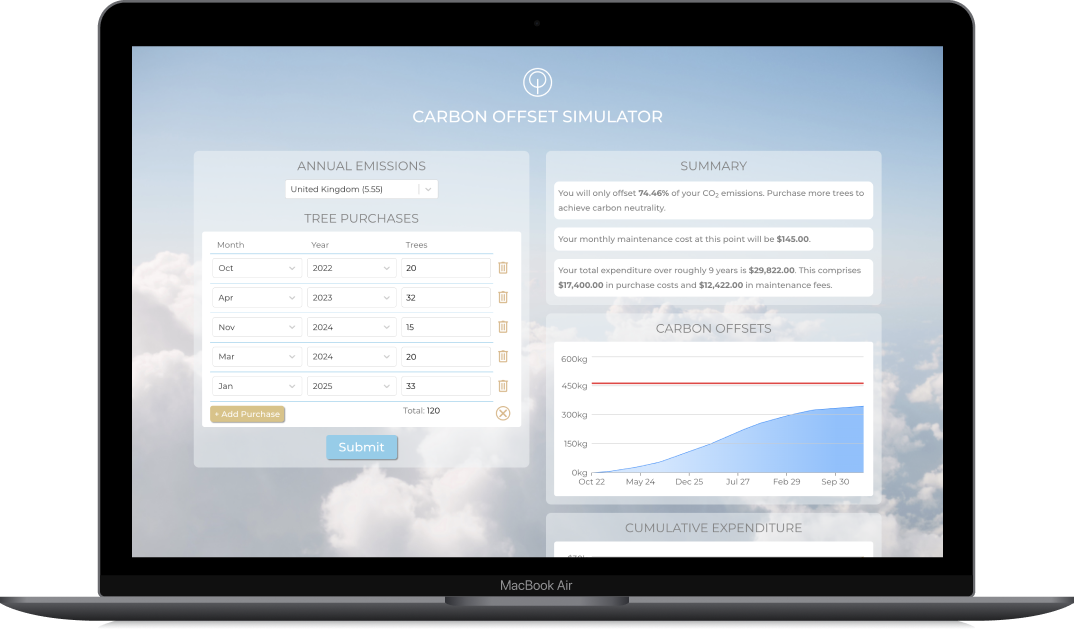 CARBON OFFSET SIMULATOR
ANNUAL EMISSIONS
United Kingdom (5.55)
TREE PURCHASES
Month Year Trees
Oct 2022 20
Apr 2023 32
Nov 2024 15
Mar 2024 20
Jan 2025 33
+ Add Purchase Total: 120
Submit
SUMMARY
You will only offset 74.46% of your CO₂ emissions. Purchase more trees to
achieve carbon neutrality.
Your monthly maintenance cost at this point will be $145.00.
Your total expenditure over roughly 9 years is $29,822.00. This comprises
$17,400.00 in purchase costs and $12,422.00 in maintenance fees.
CARBON OFFSETS
600kg
450kg
300kg
150kg
0kg
Oct 22 May 24 Dec 25 Jul 27 Feb 29 Sep 30
CUMULATIVE EXPENDITURE
MacBook Air